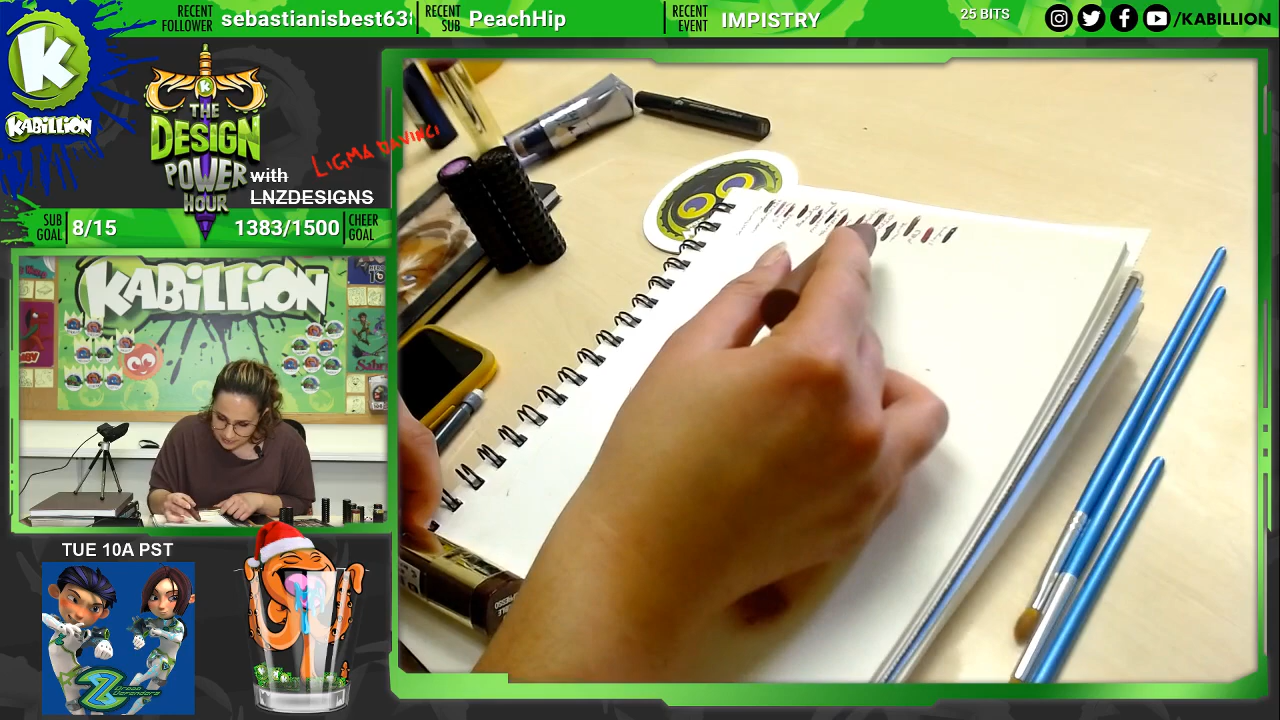 RECENT FOLLOWER sebastianisbest63
RECENT SUB PeachHip
RECENT EVENT IMPISTRY
25 BITS
/KABILLION
K
KABILLION
THE DESIGN POWER HOUR
with
LNZDESIGNS
LIGMA DAVINCI
SUB GOAL 8/15
1383/1500 CHEER GOAL
KABILLION
TUE 10A PST